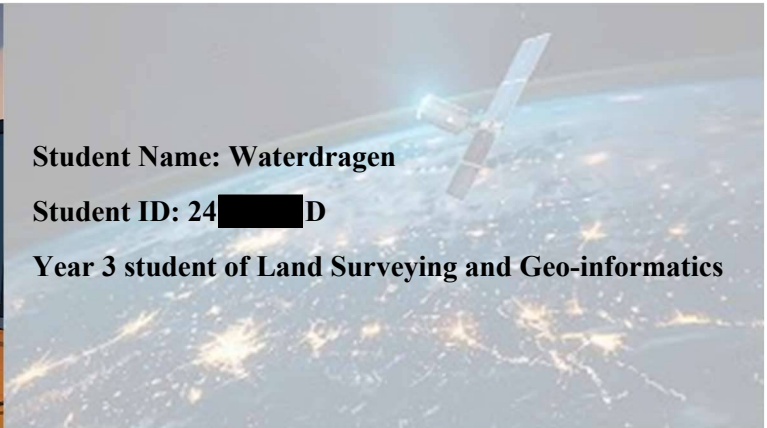 Student Name: Waterdragen
Student ID: 24 D
Year 3 student of Land Surveying and Geo-informatics